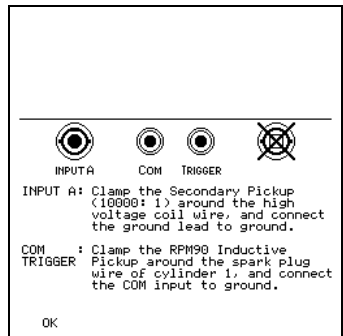 INPUT A COM TRIGGER
INPUT A: Clamp the Secondary Pickup
(10000: 1) around the high
voltage coil wire, and connect
the ground lead to ground.
COM : Clamp the RPM90 Inductive
TRIGGER Pickup around the spark plug
wire of cylinder 1, and connect
the COM input to ground.
OK